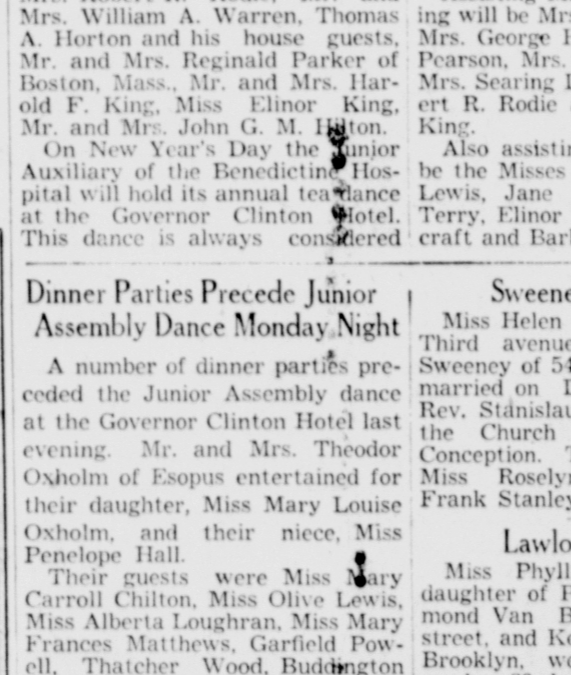 Mrs. William A. Warren, Thomas
A. Horton and his house guests,
Mr. and Mrs. Reginald Parker of
Boston, Mass., Mr. and Mrs. Har-
old F. King, Miss Elinor King,
Mr. and Mrs. John G. M. Hilton.
On New Year's Day the Junior
Auxiliary of the Benedictine Hos-
pital will hold its annual tea dance
at the Governor Clinton Hotel.
This dance is always considered
Dinner Parties Precede Junior
Assembly Dance Monday Night
A number of dinner parties pre-
ceded the Junior Assembly dance
at the Governor Clinton Hotel last
evening. Mr. and Mrs. Theodor
Oxholm of Esopus entertained for
their daughter, Miss Mary Louise
Oxholm, and their niece, Miss
Penelope Hall.
Their guests were Miss Mary
Carroll Chilton, Miss Olive Lewis,
Miss Alberta Loughran, Miss Mary
Frances Matthews, Garfield Pow-
ell, Thatcher Wood, Buddington
ing will be Mrs
Mrs. George
Pearson, Mrs.
Mrs. Searing
ert R. Rodie
King.
Also assisti
be the Misses
Lewis, Jane
Terry, Elinor
craft and Bar
Sweene
Miss Helen
Third avenue
Sweeney of 54
married on
Rev. Stanislau
the Church
Conception.
Miss Roselyn
Frank Stanley
Lawlo
Miss Phyll
daughter of
mond Van
street, and Ke
Brooklyn, we